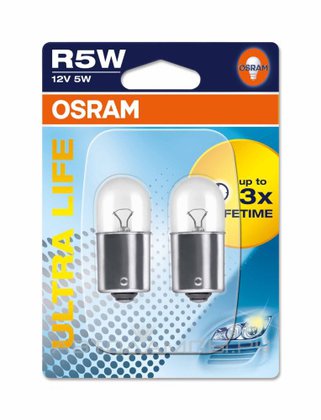 R5W
12V 5W
OSRAM
OSRAM
ULTRA LIFE
up to
3x
FETIME